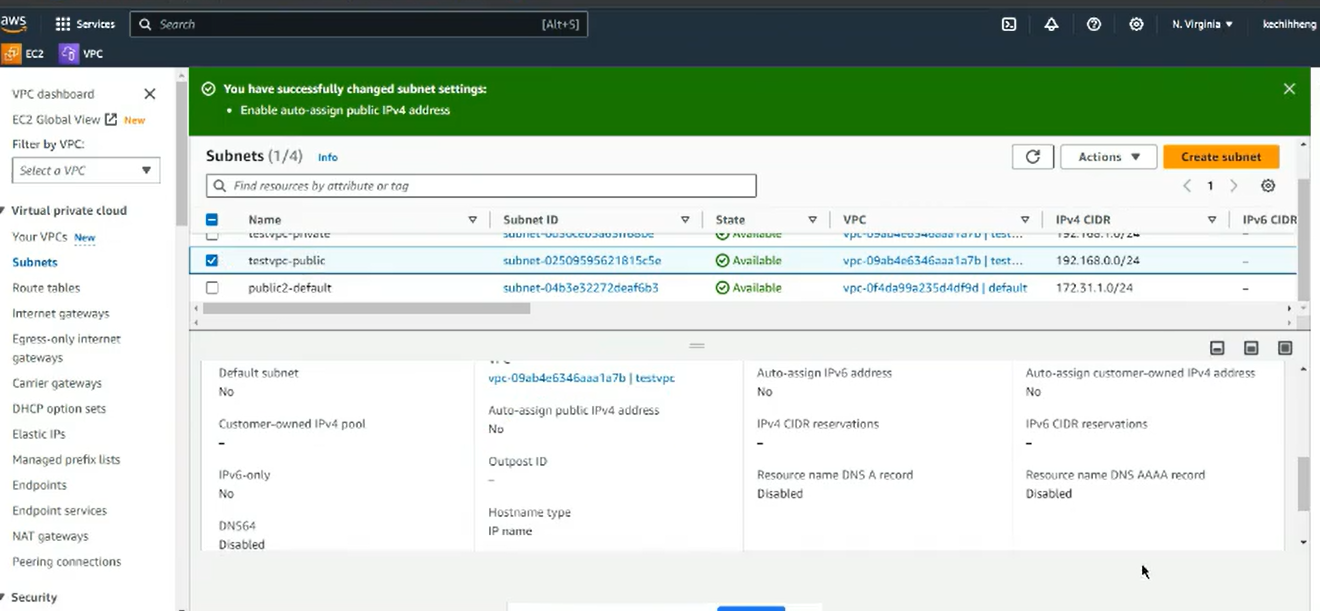 aws Services Search [Alt+S] N. Virginia kechihheng
EC2 VPC
VPC dashboard
EC2 Global View New
Filter by VPC:
Select a VPC
Virtual private cloud
Your VPCs New
Subnets
Route tables
Internet gateways
Egress-only internet
gateways
Carrier gateways
DHCP option sets
Elastic IPs
Managed prefix lists
Endpoints
Endpoint services
NAT gateways
Peering connections
Security
You have successfully changed subnet settings:
• Enable auto-assign public IPv4 address
Subnets (1/4) Info
Actions Create subnet
Find resources by attribute or tag
1
Name Subnet ID State VPC IPv4 CIDR IPv6 CIDR
testvpc-private Available vpc-09ab4e6346aaa1a7b | test... 192.168.1.0/24 –
testvpc-public subnet-02509595621815c5e Available vpc-09ab4e6346aaa1a7b | test... 192.168.0.0/24 –
public2-default subnet-04b3e32272deaf6b3 Available vpc-0f4da99a235d4df9d | default 172.31.1.0/24 –
Default subnet
No
Customer-owned IPv4 pool
–
IPv6-only
No
DNS64
Disabled
VPC
vpc-09ab4e6346aaa1a7b | testvpc
Auto-assign public IPv4 address
No
Outpost ID
–
Hostname type
IP name
Auto-assign IPv6 address
No
IPv4 CIDR reservations
–
Resource name DNS A record
Disabled
Auto-assign customer-owned IPv4 address
No
IPv6 CIDR reservations
–
Resource name DNS AAAA record
Disabled